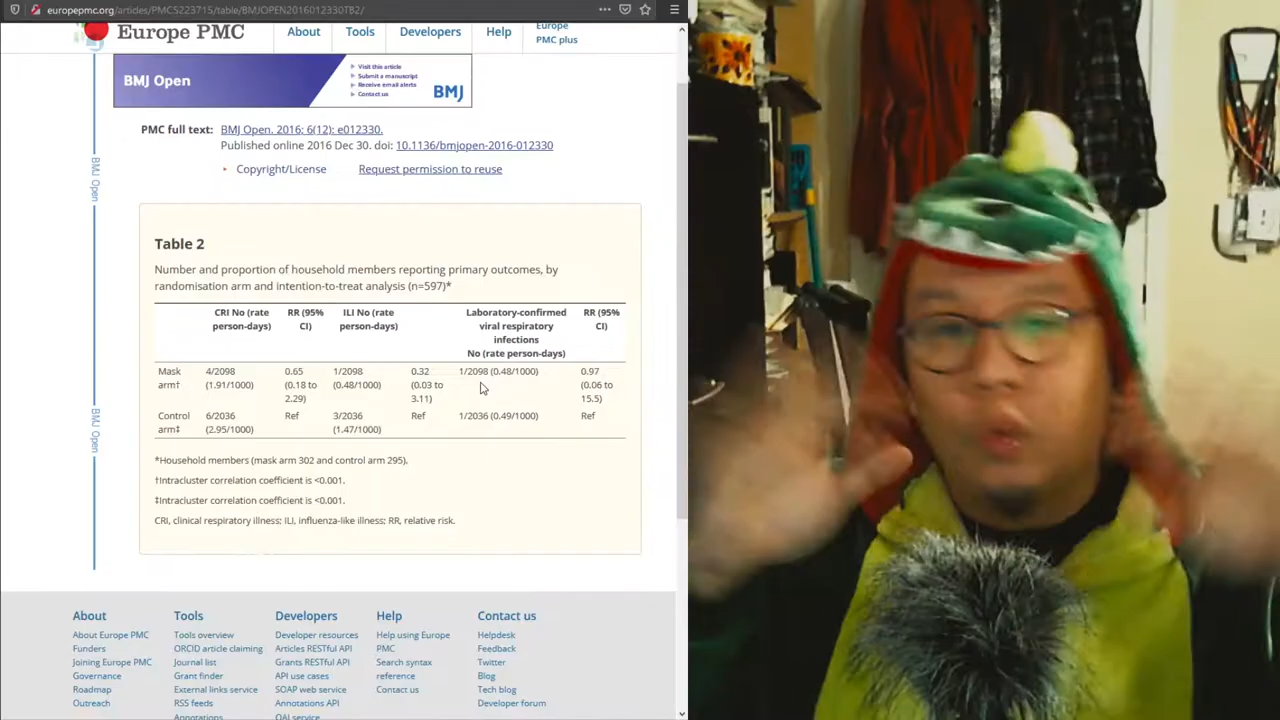 europepmc.org/articles/PMC5223715/table/BMJOPEN2016012330TB2/
Europe PMC
About
Tools
Developers
Help
Europe
PMC plus
BMJ Open
Visit this article
Submit a manuscript
Receive email alerts
Contact us
BMJ
PMC full text: BMJ Open. 2016; 6(12): e012330.
Published online 2016 Dec 30. doi: 10.1136/bmjopen-2016-012330
Copyright/License Request permission to reuse
BMJ Open
BMJ Open
Table 2
Number and proportion of household members reporting primary outcomes, by
randomisation arm and intention-to-treat analysis (n=597)*
CRI No (rate RR (95% ILI No (rate Laboratory-confirmed RR (95%
person-days) CI) person-days) viral respiratory CI)
infections
No (rate person-days)
Mask 4/2098 0.65 1/2098 0.32 1/2098 (0.48/1000) 0.97
arm† (1.91/1000) (0.18 to (0.48/1000) (0.03 to (0.06 to
2.29) 3.11) 15.5)
Control 6/2036 Ref 3/2036 Ref 1/2036 (0.49/1000) Ref
arm‡ (2.95/1000) (1.47/1000)
*Household members (mask arm 302 and control arm 295).
†Intracluster correlation coefficient is <0.001.
‡Intracluster correlation coefficient is <0.001.
CRI, clinical respiratory illness; ILI, influenza-like illness; RR, relative risk.
About
About Europe PMC
Funders
Joining Europe PMC
Governance
Roadmap
Outreach
Tools
Tools overview
ORCID article claiming
Journal list
Grant finder
External links service
RSS feeds
Annotations
Developers
Developer resources
Articles RESTful API
Grants RESTful API
API use cases
SOAP web service
Annotations API
OAI service
Help
Help using Europe
PMC
Search syntax
reference
Contact us
Contact us
Helpdesk
Feedback
Twitter
Blog
Tech blog
Developer forum